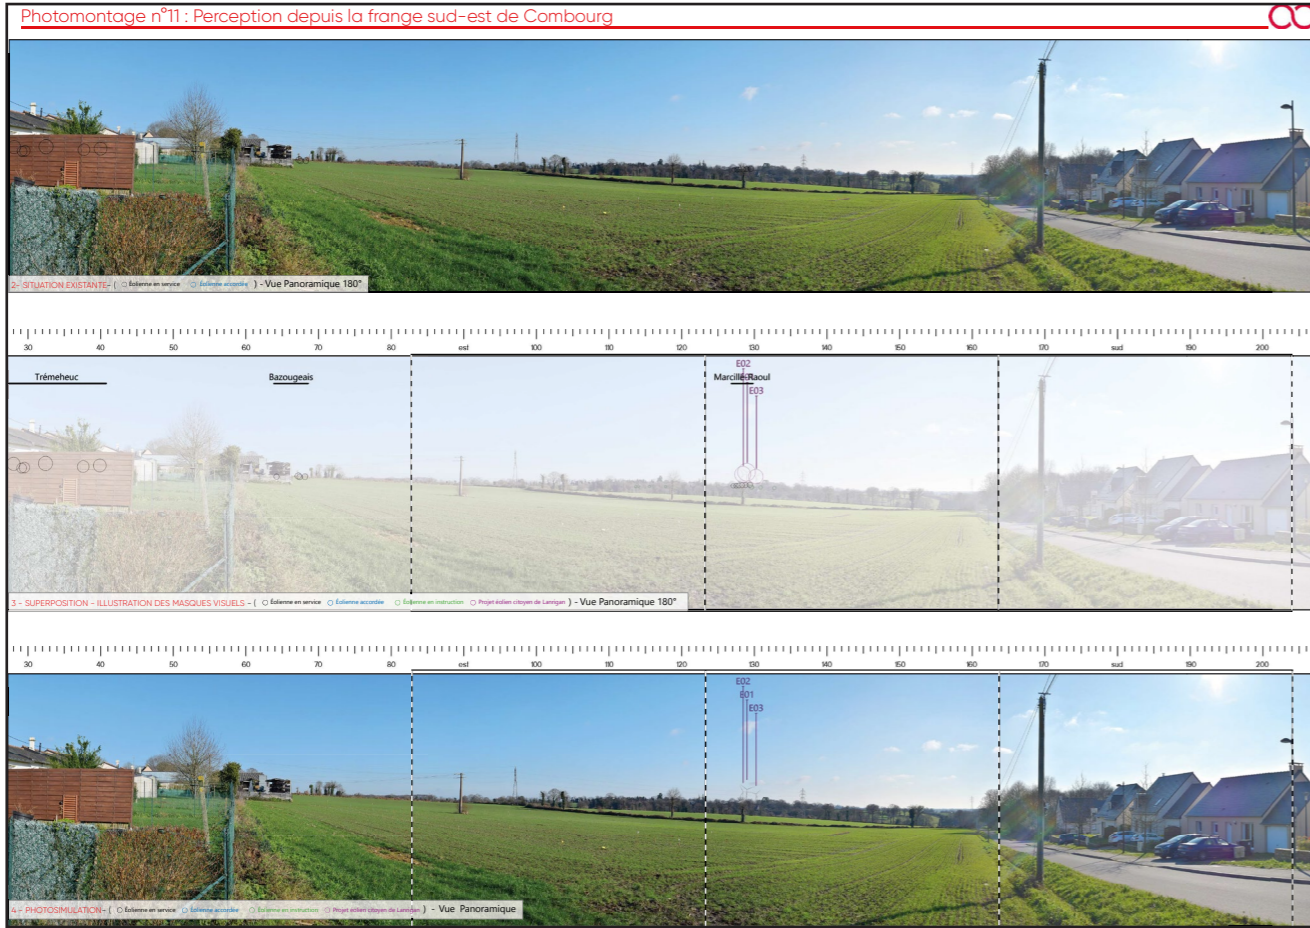 Photomontage n°11 : Perception depuis la frange sud-est de Combourg
2- SITUATION EXISTANTE- ( Éolienne en service Éolienne accordée ) - Vue Panoramique 180°
30 40 50 60 70 80 est 100 110 120 130 140 150 160 170 sud 190 200
E02
Trémeheuc Bazougeais Marcillé-Raoul
E03
3 - SUPERPOSITION - ILLUSTRATION DES MASQUES VISUELS - ( Éolienne en service Éolienne accordée Éolienne en instruction Projet éolien citoyen de Lanrigan ) - Vue Panoramique 180°
30 40 50 60 70 80 est 100 110 120 130 140 150 160 170 sud 190 200
E02
E01
E03
4 - PHOTOSIMULATION- ( Éolienne en service Éolienne accordée Éolienne en instruction Projet éolien citoyen de Lanrigan ) - Vue Panoramique